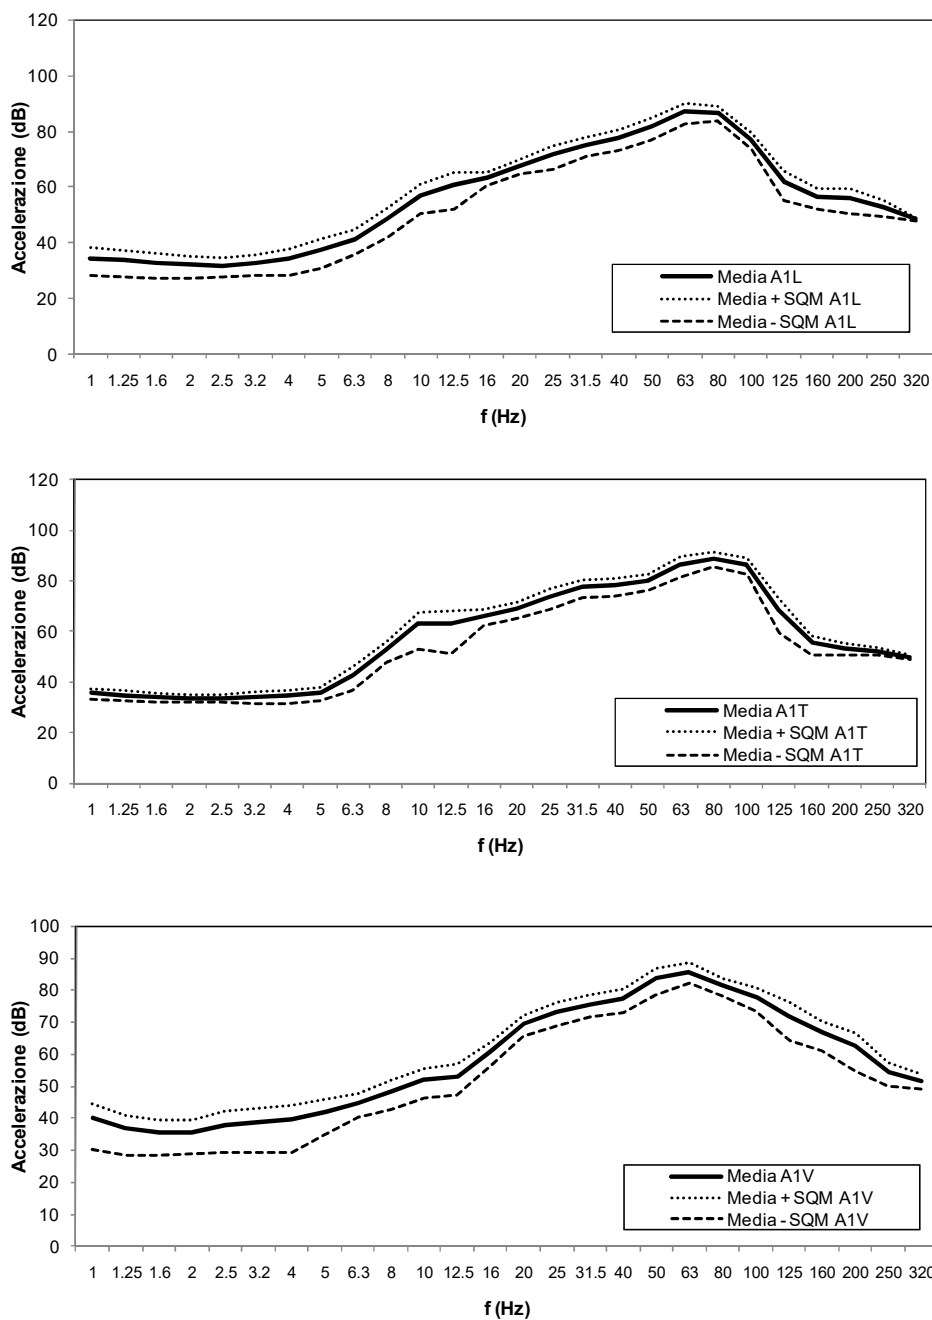 120
100
80
60
40
20
0
Accelerazione (dB)
Media A1L
Media + SQM A1L
Media - SQM A1L
1 1.25 1.6 2 2.5 3.2 4 5 6.3 8 10 12.5 16 20 25 31.5 40 50 63 80 100 125 160 200 250 320
f (Hz)
120
100
80
60
40
20
0
Accelerazione (dB)
Media A1T
Media + SQM A1T
Media - SQM A1T
1 1.25 1.6 2 2.5 3.2 4 5 6.3 8 10 12.5 16 20 25 31.5 40 50 63 80 100 125 160 200 250 320
f (Hz)
100
90
80
70
60
50
40
30
20
10
0
Accelerazione (dB)
Media A1V
Media + SQM A1V
Media - SQM A1V
1 1.25 1.6 2 2.5 3.2 4 5 6.3 8 10 12.5 16 20 25 31.5 40 50 63 80 100 125 160 200 250 320
f (Hz)